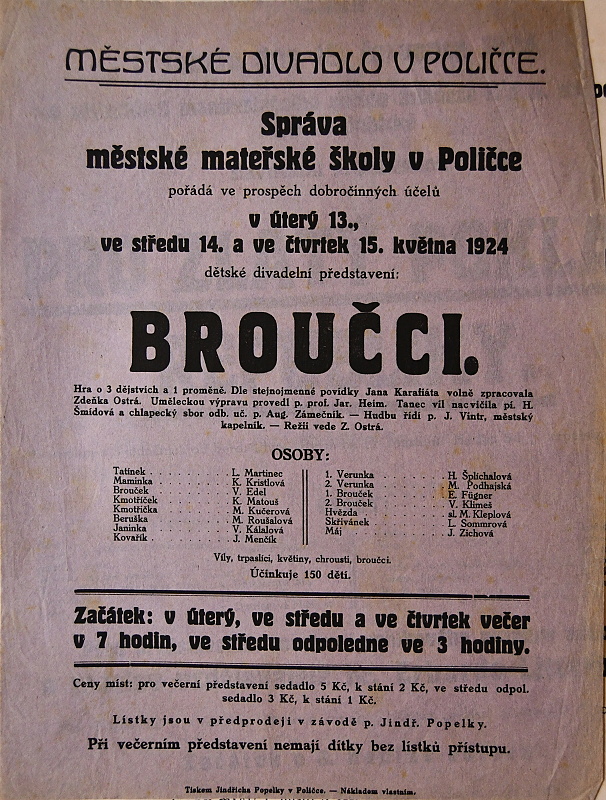 MĚSTSKÉ DIVADLO V POLIČCE.
Správa
městské mateřské školy v Poličce
pořádá ve prospěch dobročinných účelů
v úterý 13.,
ve středu 14. a ve čtvrtek 15. května 1924
dětské divadelní představení:
BROUČCI.
Hra o 3 dějstvích a 1 proměně. Dle stejnojmenné povídky Jana Karafiáta volně zpracovala
Zdeňka Ostrá. Uměleckou výpravu provedl p. prof. Jar. Heim. Tanec víl nacvičila pí. H.
Šmídová a chlapecký sbor odb. uč. p. Aug. Zámečník. — Hudbu řídí p. J. Vintr, městský
kapelník. — Režii vede Z. Ostrá.
OSOBY:
Tatínek . . . . . . . . L. Martinec
Maminka . . . . . . . . K. Kristlová
Brouček . . . . . . . . V. Edel
Kmotříček . . . . . . . K. Matouš
Kmotřička . . . . . . . M. Kučerová
Beruška . . . . . . . . M. Roušalová
Janinka . . . . . . . . V. Kálalová
Kovařík . . . . . . . . J. Menčík
1. Verunka . . . . . . . H. Šplíchalová
2. Verunka . . . . . . . M. Podhajská
1. Brouček . . . . . . . E. Fügner
2. Brouček . . . . . . . V. Klimeš
Hvězda . . . . . . . . sl. M. Kleplová
Skřivánek . . . . . . . L. Sommrová
Máj . . . . . . . . . . J. Zichová
Víly, trpaslíci, květiny, chrousti, broučci.
Účinkuje 150 dětí.
Začátek: v úterý, ve středu a ve čtvrtek večer
v 7 hodin, ve středu odpoledne ve 3 hodiny.
Ceny míst: pro večerní představení sedadlo 5 Kč, k stání 2 Kč, ve středu odpol.
sedadlo 3 Kč, k stání 1 Kč.
Lístky jsou v předprodeji v závodě p. Jindř. Popelky.
Při večerním představení nemají dítky bez lístků přístupu.
Tiskem Jindřicha Popelky v Poličce. — Nákladem vlastním.